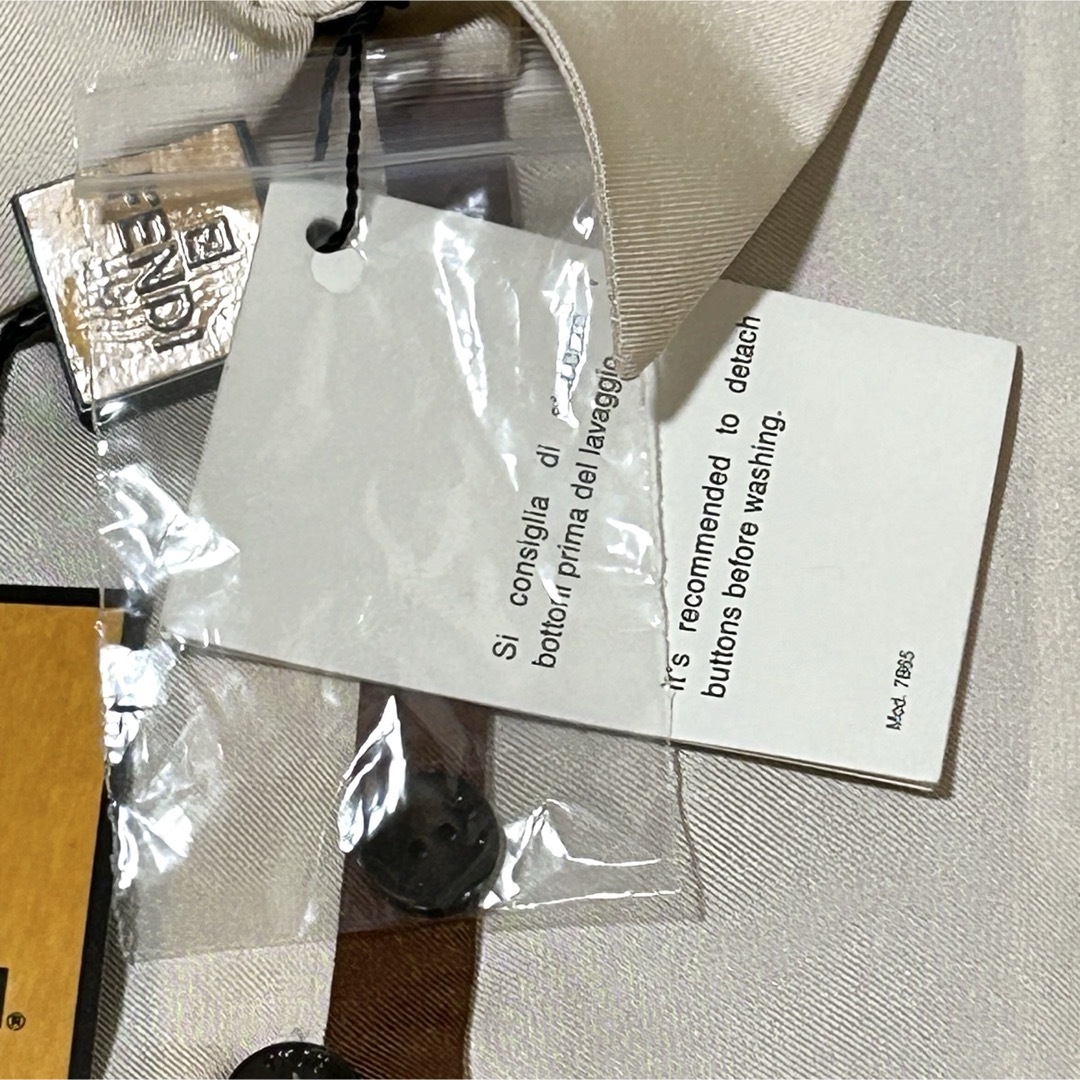 FENDI
Si consiglia di
bottoni prima del lavaggio
It's recommended to detach
buttons before washing.
Mod. 7B65
®